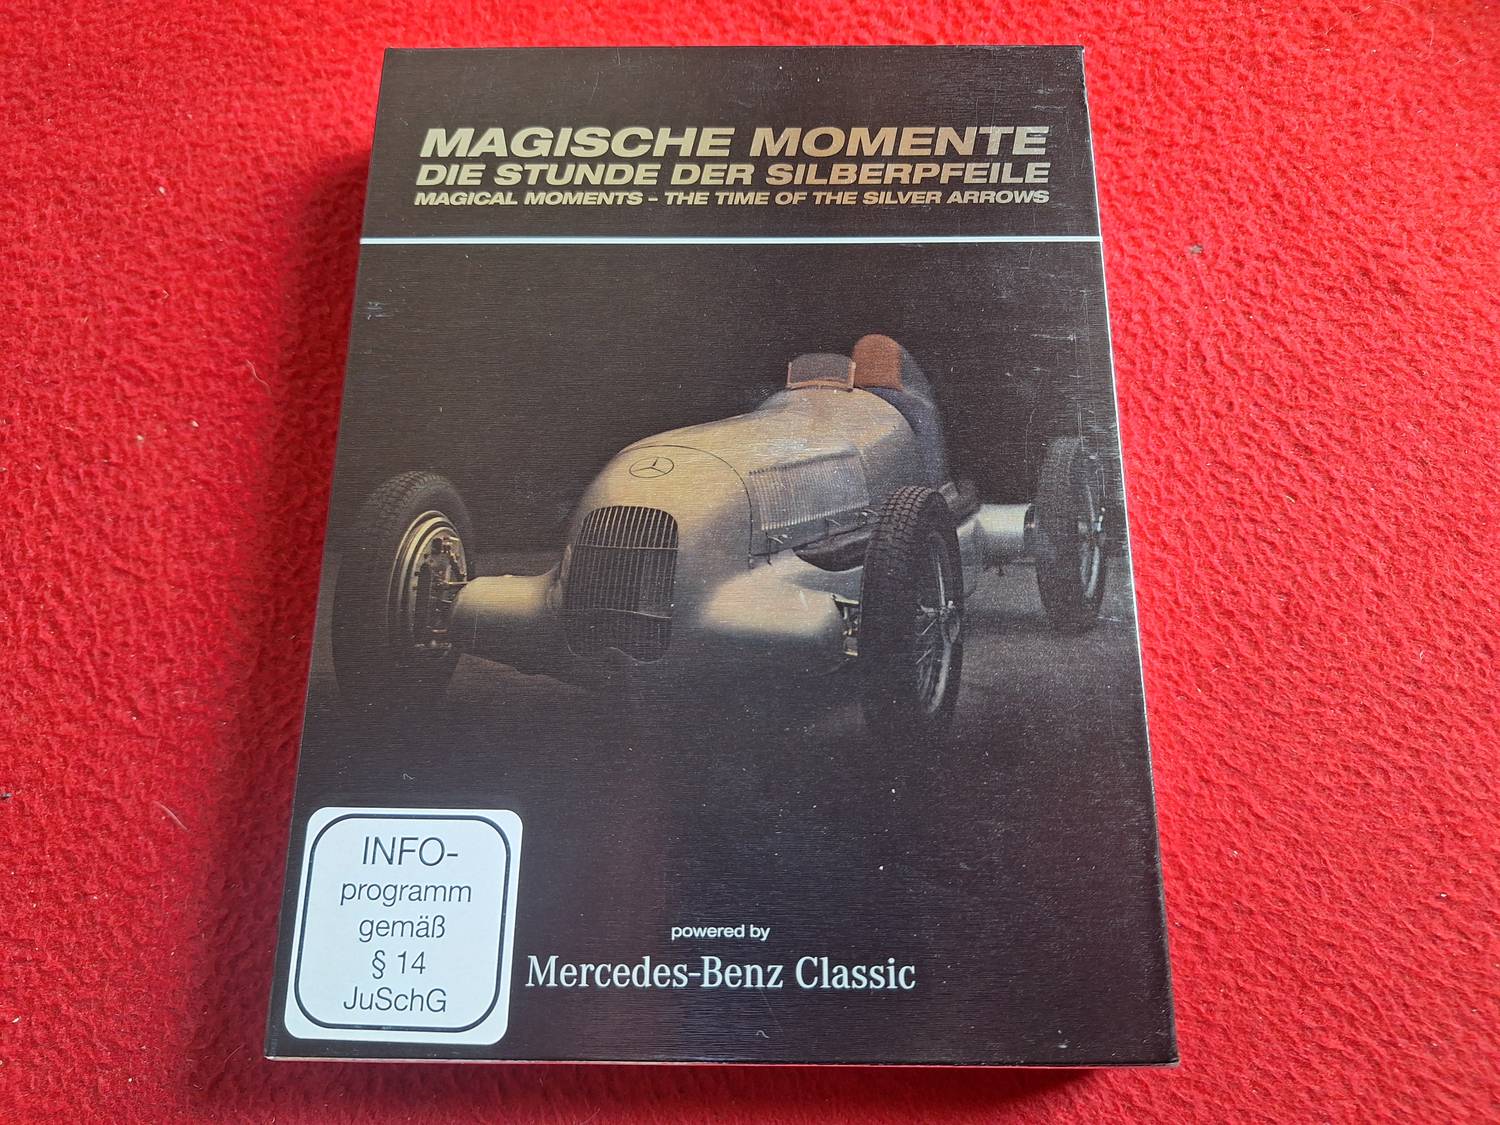 MAGISCHE MOMENTE
DIE STUNDE DER SILBERPFEILE
MAGICAL MOMENTS - THE TIME OF THE SILVER ARROWS
INFO-
programm
gemäß
§ 14
JuSchG
powered by
Mercedes-Benz Classic